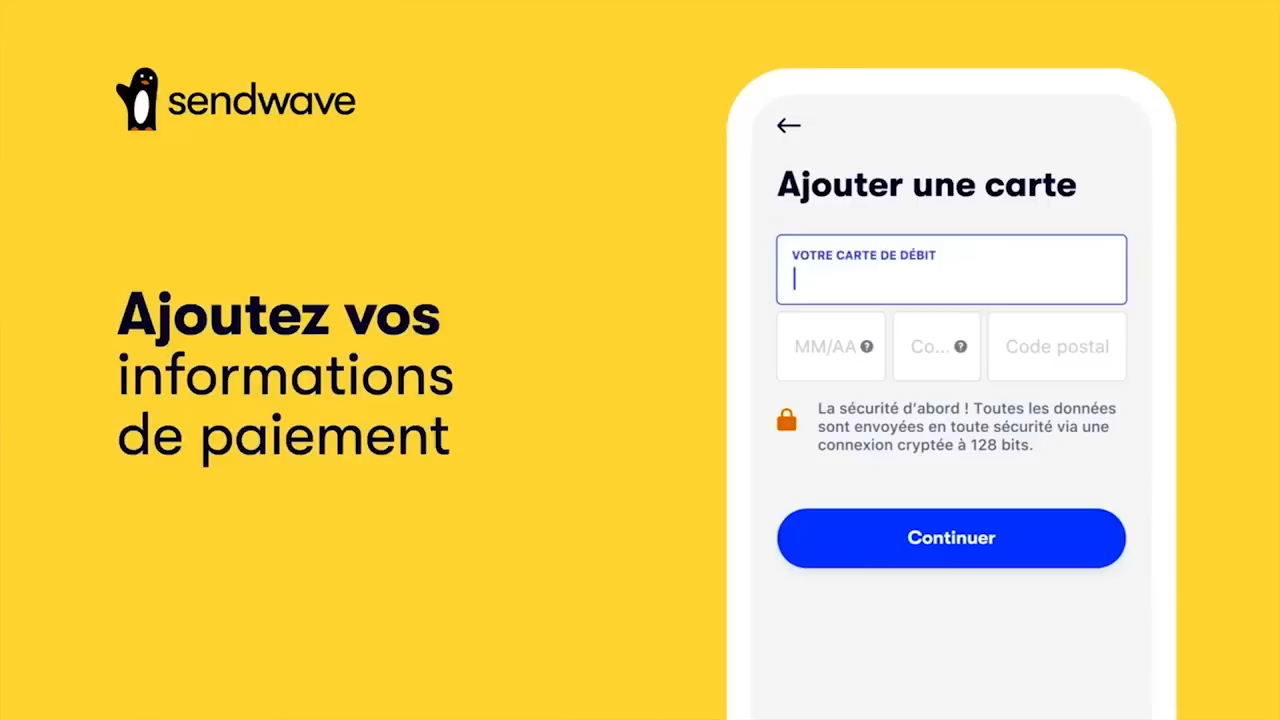 sendwave
Ajoutez vos
informations
de paiement
Ajouter une carte
VOTRE CARTE DE DÉBIT
MM/AA ?
Co... ?
Code postal
La sécurité d'abord ! Toutes les données
sont envoyées en toute sécurité via une
connexion cryptée à 128 bits.
Continuer